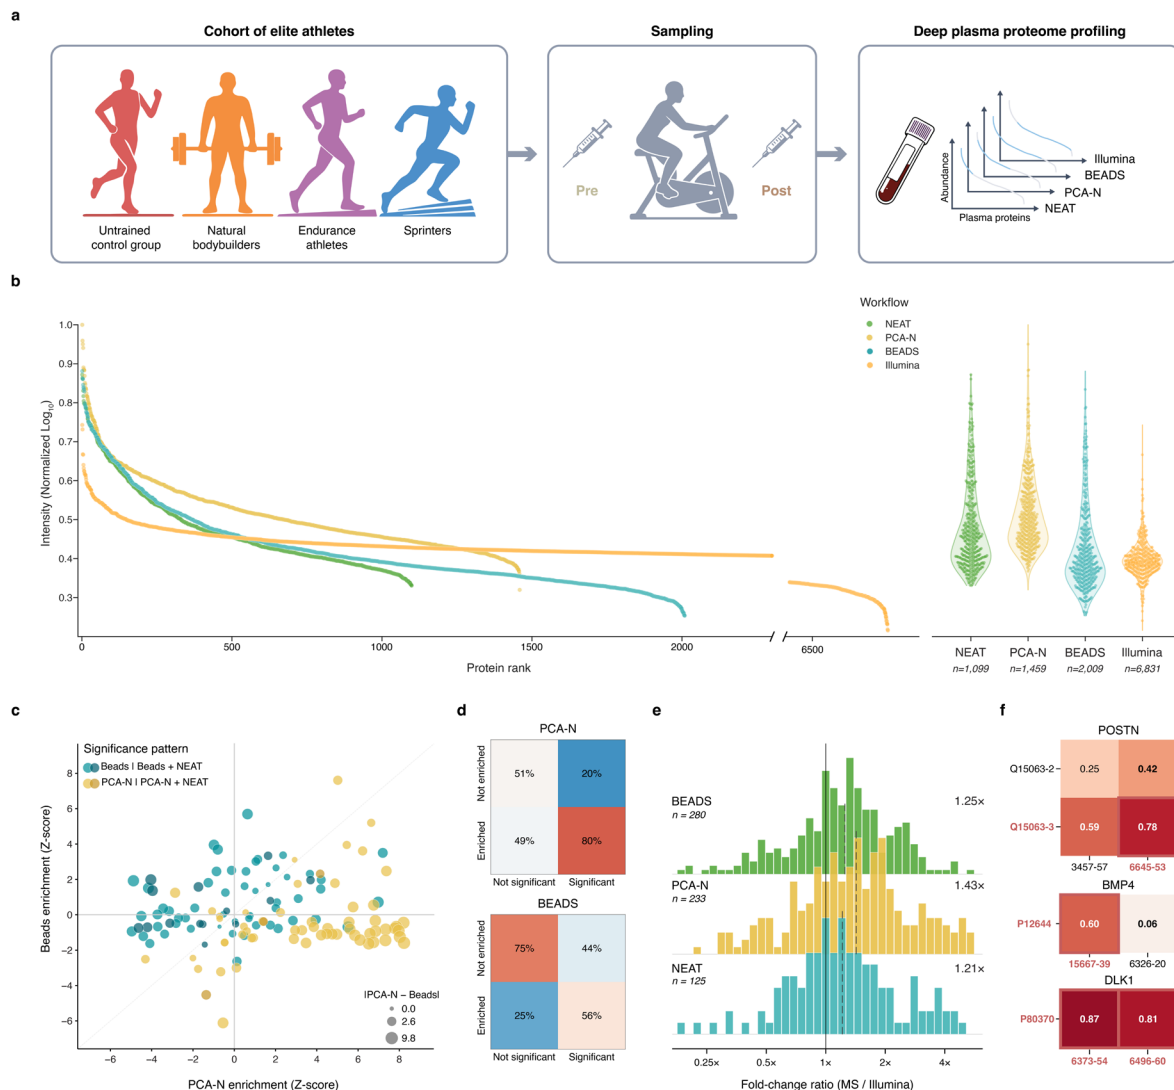 a
Cohort of elite athletes
Sampling
Deep plasma proteome profiling
Untrained
control group
Natural
bodybuilders
Endurance
athletes
Sprinters
Pre
Post
Abundance
Plasma proteins
Illumina
BEADS
PCA-N
NEAT
b
Intensity (Normalized Log10)
1.0
0.9
0.8
0.7
0.6
0.5
0.4
0.3
0
500
1000
1500
2000
6500
Protein rank
Workflow
NEAT
PCA-N
BEADS
Illumina
NEAT
n=1,099
PCA-N
n=1,459
BEADS
n=2,009
Illumina
n=6,831
c
Significance pattern
Beads | Beads + NEAT
PCA-N | PCA-N + NEAT
Beads enrichment (Z-score)
8
6
4
2
0
−2
−4
−6
−6
−4
−2
0
2
4
6
8
PCA-N enrichment (Z-score)
|PCA-N − Beads|
0.0
2.6
9.8
d
PCA-N
Not enriched
Enriched
51%
20%
49%
80%
Not significant
Significant
BEADS
Not enriched
Enriched
75%
44%
25%
56%
Not significant
Significant
e
BEADS
n = 280
1.25×
PCA-N
n = 233
1.43×
NEAT
n = 125
1.21×
0.25×
0.5×
1×
2×
4×
Fold-change ratio (MS / Illumina)
f
POSTN
Q15063-2
0.25
0.42
Q15063-3
0.59
0.78
3457-57
6645-53
BMP4
P12644
0.60
0.06
15667-39
6326-20
DLK1
P80370
0.87
0.81
6373-54
6496-60